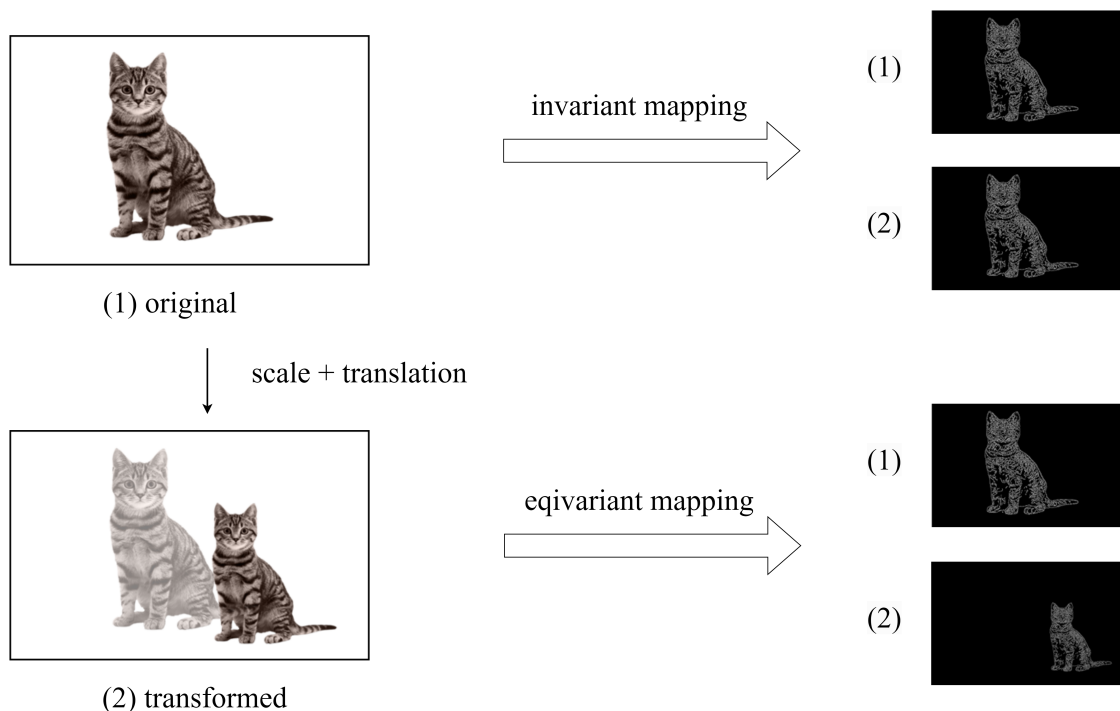 (1) original
scale + translation
(2) transformed
invariant mapping
(1)
(2)
eqivariant mapping
(1)
(2)